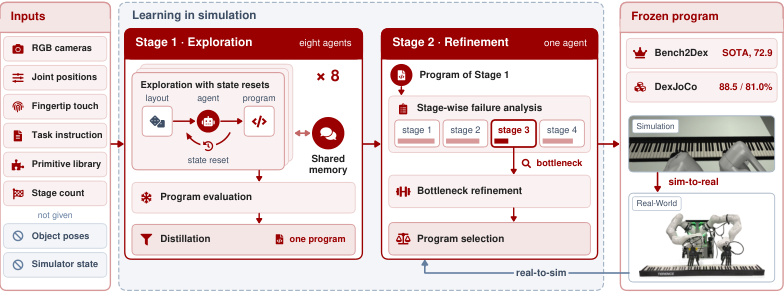 Inputs
RGB cameras
Joint positions
Fingertip touch
Task instruction
Primitive library
Stage count
not given
Object poses
Simulator state
Learning in simulation
Stage 1 · Exploration
eight agents
Exploration with state resets
layout
agent
program
state reset
× 8
Shared
memory
Program evaluation
Distillation
one program
Stage 2 · Refinement
one agent
Program of Stage 1
Stage-wise failure analysis
stage 1
stage 2
stage 3
stage 4
bottleneck
Bottleneck refinement
Program selection
real-to-sim
Frozen program
Bench2Dex
SOTA, 72.9
DexJoCo
88.5 / 81.0%
Simulation
sim-to-real
Real-World